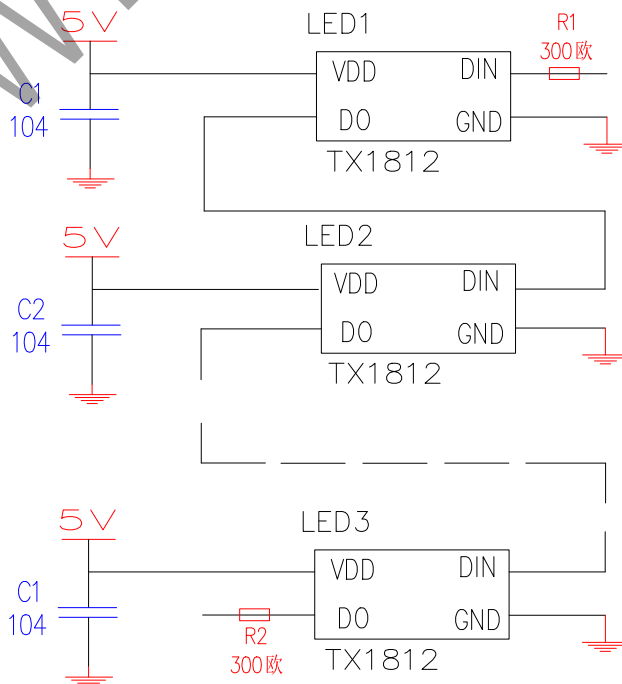 5V
LED1
R1
300欧
VDD
DIN
C1
104
DO
GND
TX1812
5V
LED2
VDD
DIN
C2
104
DO
GND
TX1812
5V
LED3
VDD
DIN
C1
104
DO
GND
R2
300欧
TX1812